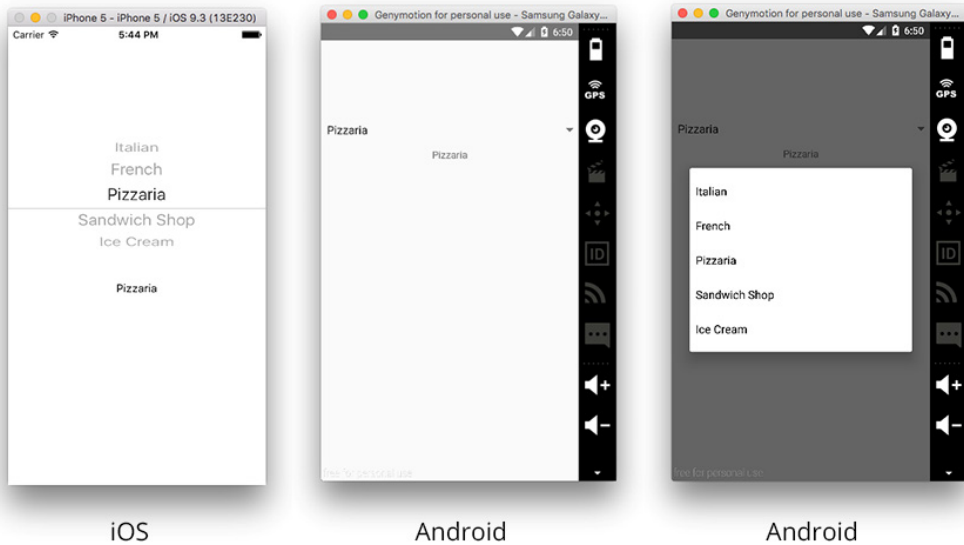 iPhone 5 - iPhone 5 / iOS 9.3 (13E230)
Carrier
5:44 PM
Italian
French
Pizzaria
Sandwich Shop
Ice Cream
Pizzaria
iOS
Genymotion for personal use - Samsung Galaxy...
6:50
GPS
Pizzaria
Pizzaria
ID
free for personal use
Android
Genymotion for personal use - Samsung Galaxy...
6:50
GPS
Pizzaria
Pizzaria
Italian
French
Pizzaria
Sandwich Shop
Ice Cream
ID
free for personal use
Android